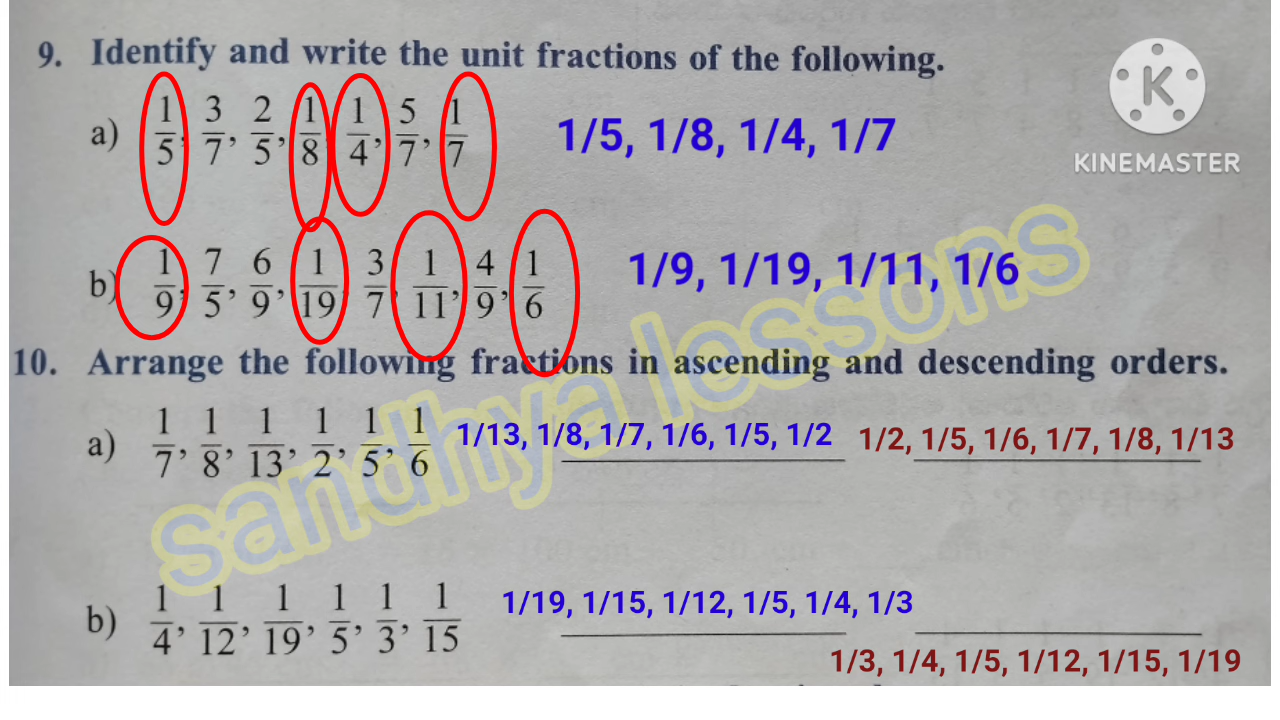 9. Identify and write the unit fractions of the following.
K
KINEMASTER
a) 1/5, 3/7, 2/5, 1/8, 1/4, 5/7, 1/7 1/5, 1/8, 1/4, 1/7
b) 1/9, 7/5, 6/9, 1/19, 3/7, 1/11, 4/9, 1/6 1/9, 1/19, 1/11, 1/6
10. Arrange the following fractions in ascending and descending orders.
a) 1/7, 1/8, 1/13, 1/2, 1/5, 1/6 1/13, 1/8, 1/7, 1/6, 1/5, 1/2 1/2, 1/5, 1/6, 1/7, 1/8, 1/13
sandhya lessons
b) 1/4, 1/12, 1/19, 1/5, 1/3, 1/15 1/19, 1/15, 1/12, 1/5, 1/4, 1/3
1/3, 1/4, 1/5, 1/12, 1/15, 1/19